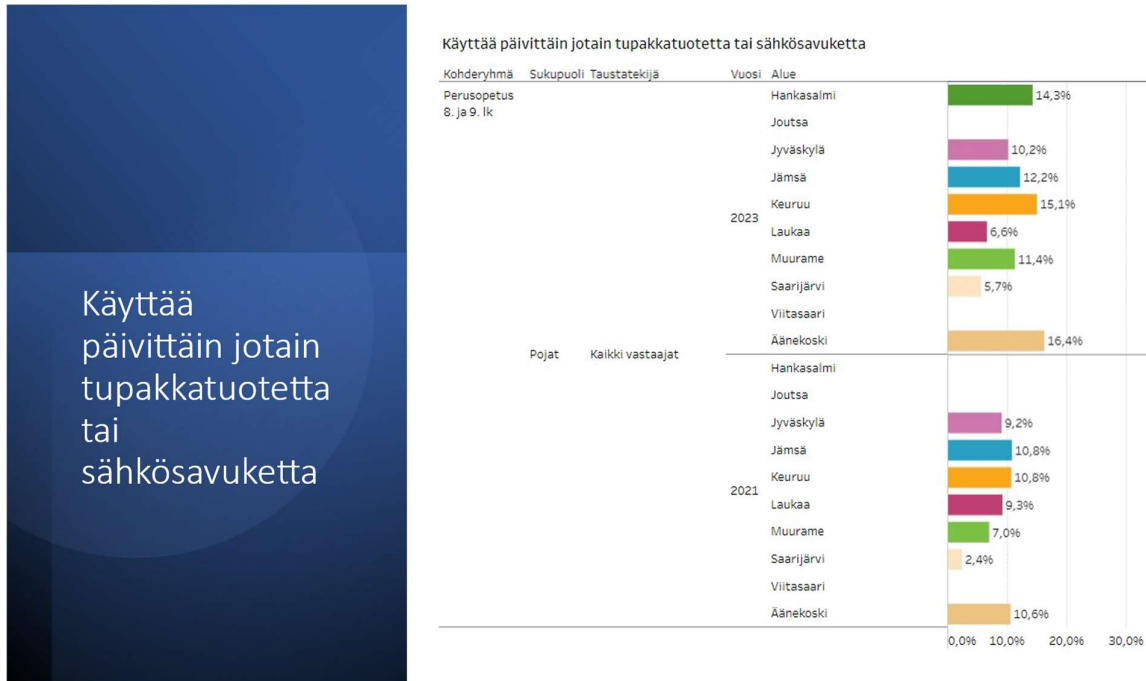 Käyttää
päivittäin jotain
tupakkatuotetta
tai
sähkösavuketta
Käyttää päivittäin jotain tupakkatuotetta tai sähkösavuketta
Kohderyhmä Sukupuoli Taustatekijä Vuosi Alue
Perusopetus
8. ja 9. lk
Pojat Kaikki vastaajat
2023
Hankasalmi 14,3%
Joutsa
Jyväskylä 10,2%
Jämsä 12,2%
Keuruu 15,1%
Laukaa 6,6%
Muurame 11,4%
Saarijärvi 5,7%
Viitasaari
Äänekoski 16,4%
2021
Hankasalmi
Joutsa
Jyväskylä 9,2%
Jämsä 10,8%
Keuruu 10,8%
Laukaa 9,3%
Muurame 7,0%
Saarijärvi 2,4%
Viitasaari
Äänekoski 10,6%
0,0% 10,0% 20,0% 30,0%